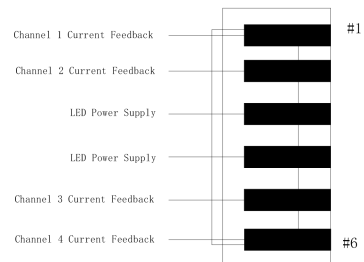 Channel 1 Current Feedback
#1
Channel 2 Current Feedback
LED Power Supply
LED Power Supply
Channel 3 Current Feedback
Channel 4 Current Feedback
#6